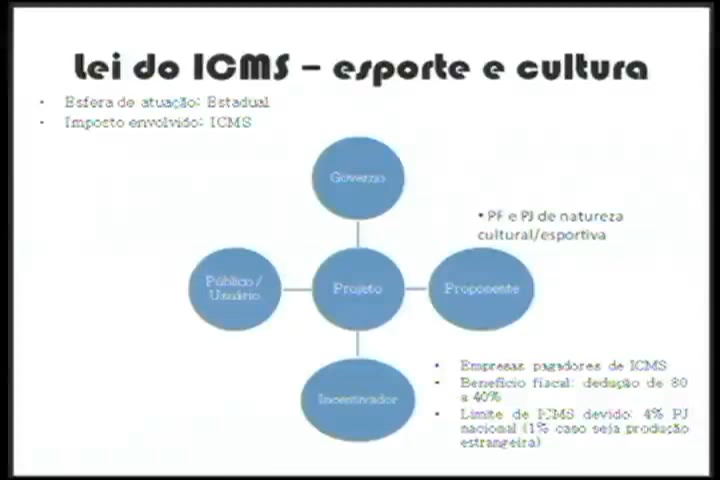 Lei do ICMS – esporte e cultura
• Esfera de atuação: Estadual
• Imposto envolvido: ICMS
Governo
• PF e PJ de natureza
cultural/esportiva
Público /
Usuário
Projeto
Proponente
Incentivador
• Empresas pagadores de ICMS
• Benefício fiscal: dedução de 80
a 40%
• Limite de ICMS devido: 4% PJ
nacional (1% caso seja produção
estrangeira)